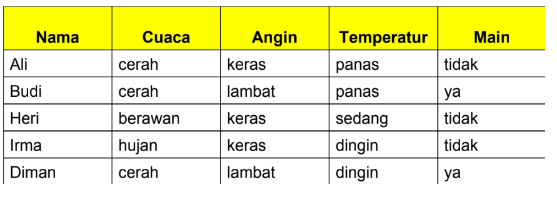 Nama Cuaca Angin Temperatur Main
Ali cerah keras panas tidak
Budi cerah lambat panas ya
Heri berawan keras sedang tidak
Irma hujan keras dingin tidak
Diman cerah lambat dingin ya